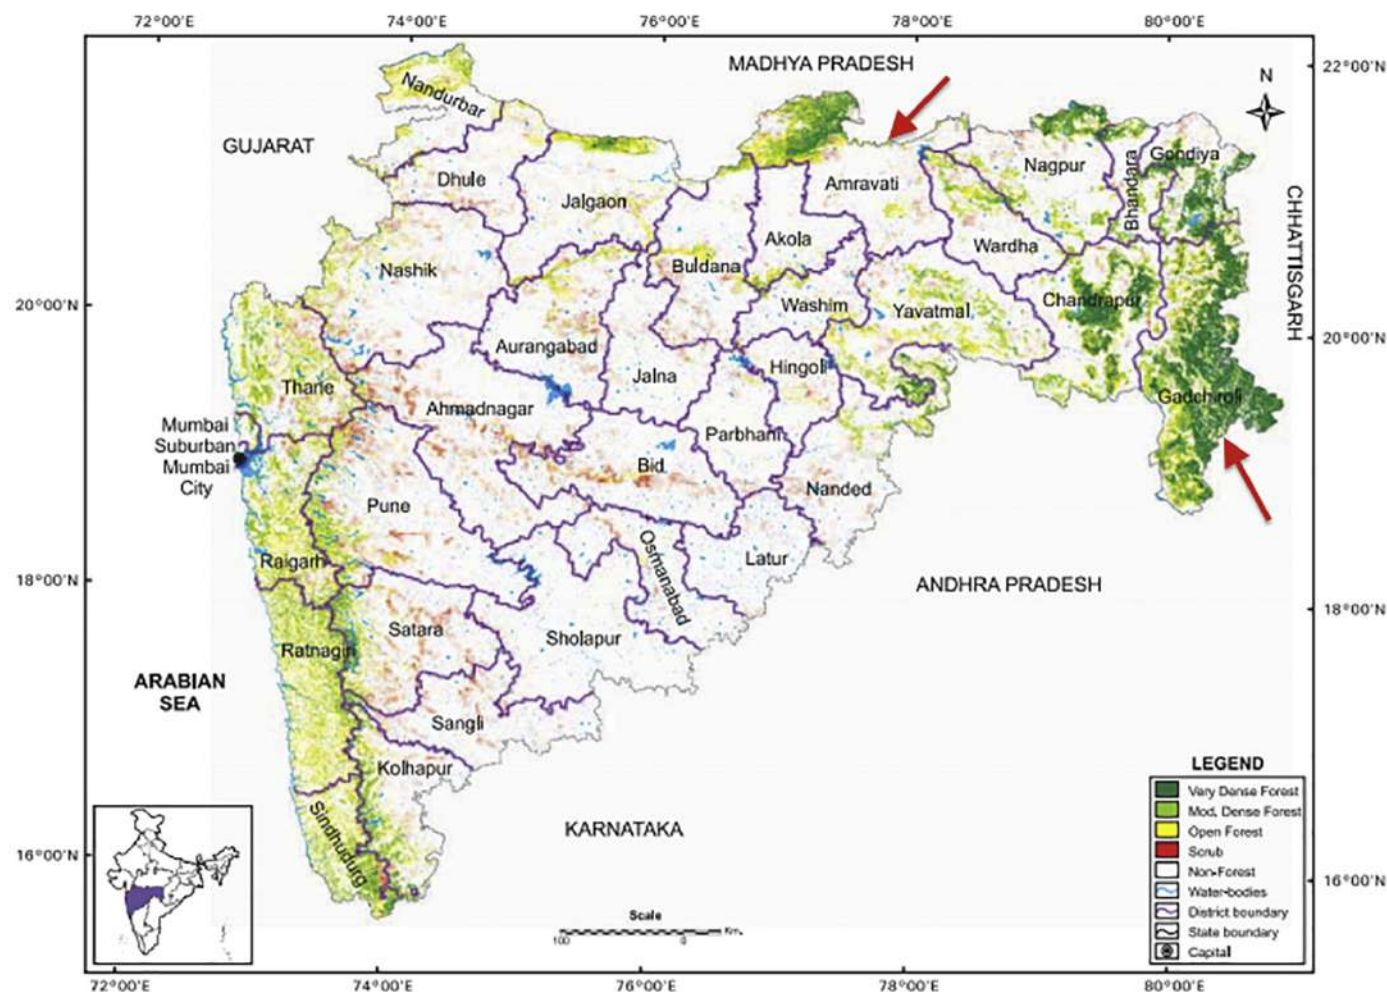 72°00'E 74°00'E 76°00'E 78°00'E 80°00'E
MADHYA PRADESH
22°00'N
N
Nandurbar
GUJARAT
Dhule
Jalgaon
Amravati
Nagpur
Bhandara
Gondiya
CHHATTISGARH
Nashik
Buldana
Akola
Wardha
20°00'N
Washim
Yavatmal
Chandrapur
20°00'N
Aurangabad
Jalna
Hingoli
Thane
Ahmadnagar
Gadchiroli
Mumbai
Suburban
Mumbai
City
Parbhani
Bid
Nanded
Pune
Raigarh
Osmanabad
Latur
18°00'N
ANDHRA PRADESH
18°00'N
Satara
Sholapur
Ratnagiri
ARABIAN
SEA
Sangli
Kolhapur
Sindhudurg
KARNATAKA
16°00'N
16°00'N
LEGEND
Very Dense Forest
Mod. Dense Forest
Open Forest
Scrub
Non-Forest
Water-bodies
District boundary
State boundary
Capital
Scale
100 0 Km.
72°00'E 74°00'E 76°00'E 78°00'E 80°00'E